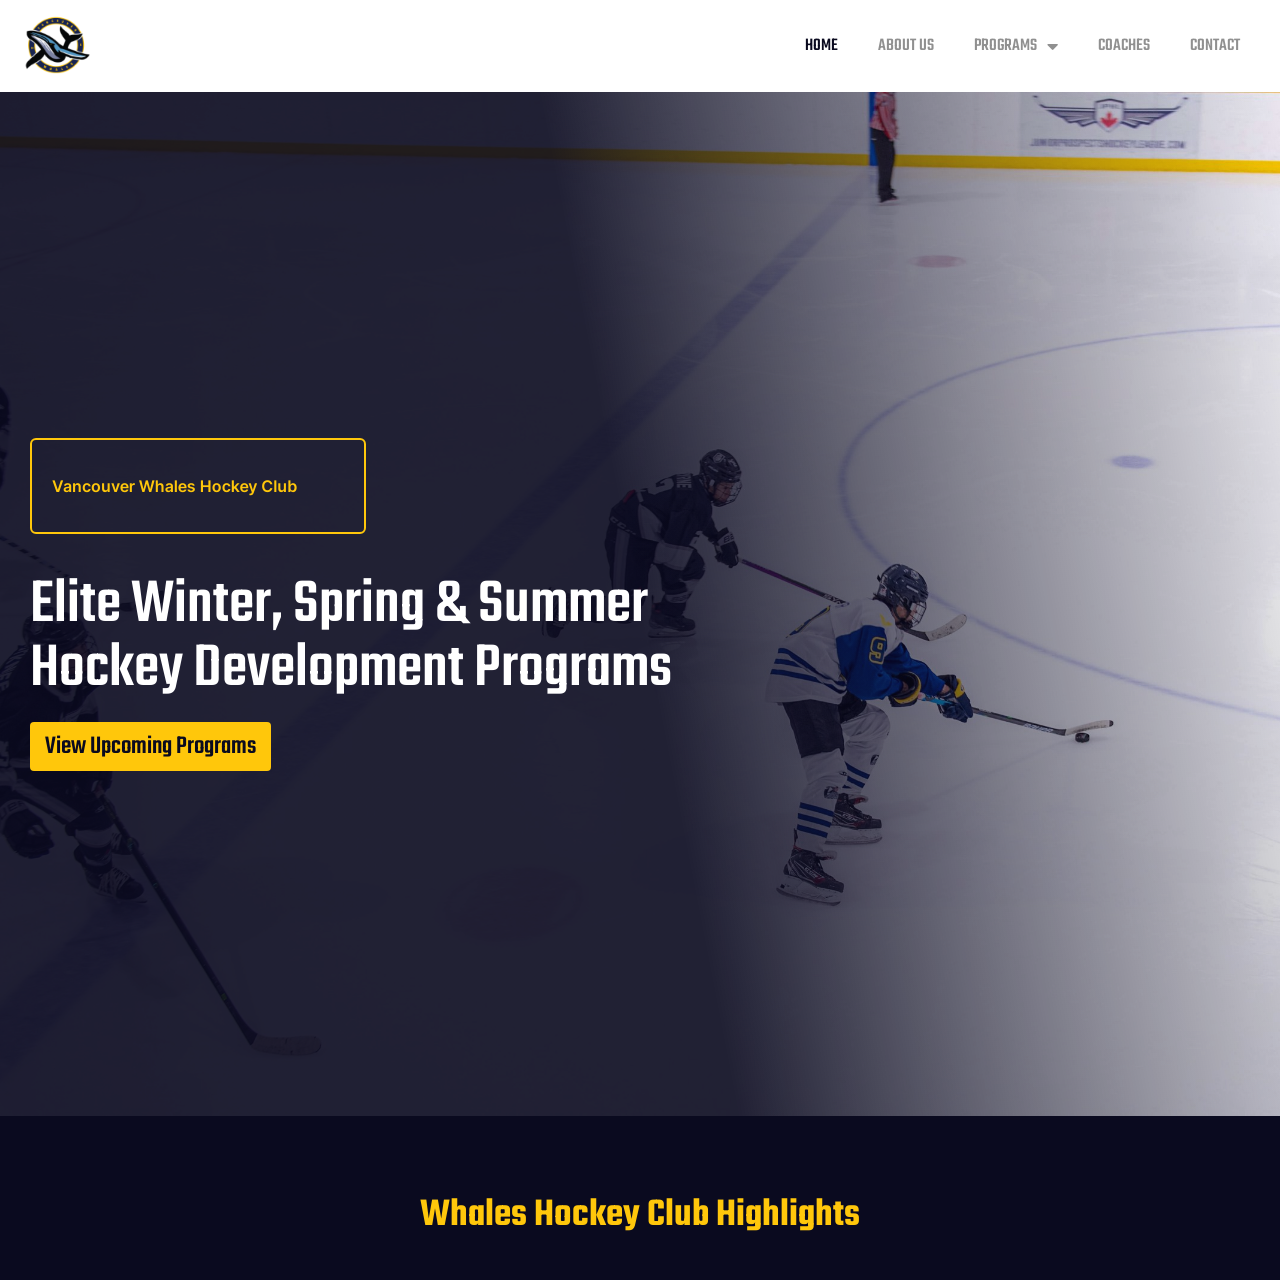 HOME
ABOUT US
PROGRAMS
COACHES
CONTACT
JUNIORPROSPECTSHOCKEYLEAGUE.COM
Vancouver Whales Hockey Club
Elite Winter, Spring & Summer
Hockey Development Programs
9
View Upcoming Programs
Whales Hockey Club Highlights